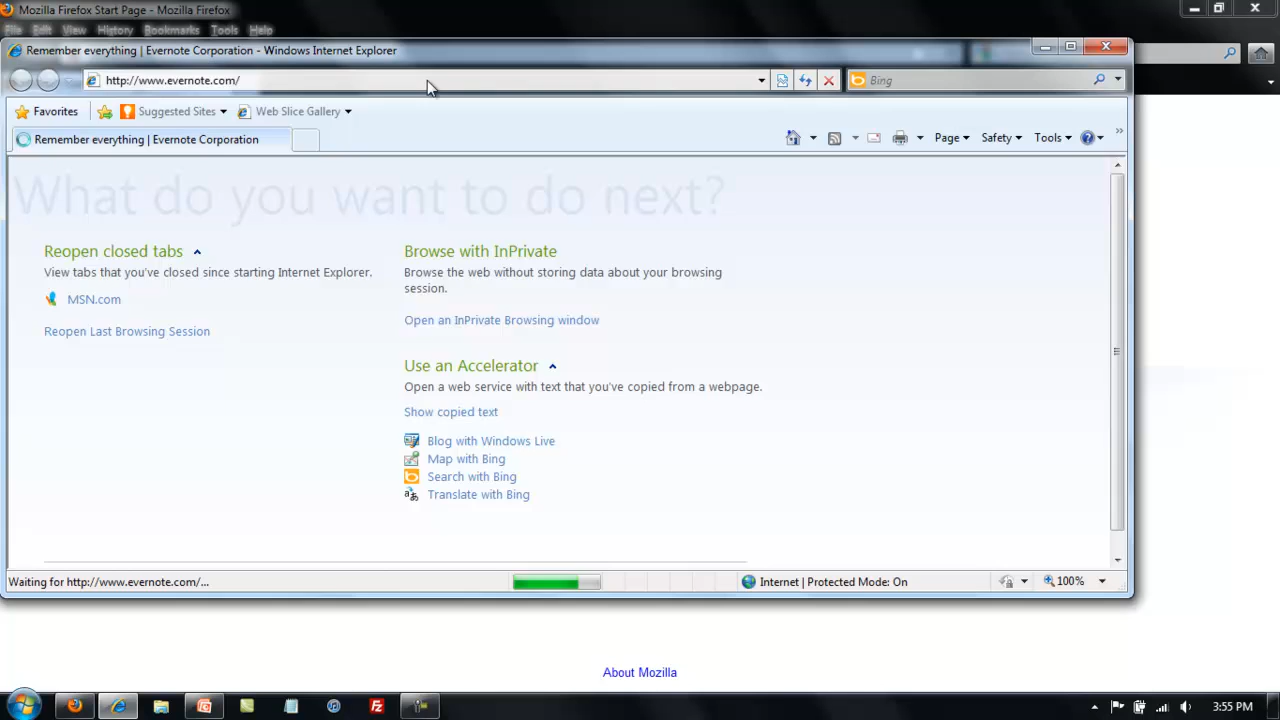 Mozilla Firefox Start Page - Mozilla Firefox
File Edit View History Bookmarks Tools Help
Remember everything | Evernote Corporation - Windows Internet Explorer
http://www.evernote.com/
Bing
Favorites Suggested Sites Web Slice Gallery
Remember everything | Evernote Corporation
Page Safety Tools »
What do you want to do next?
Reopen closed tabs
View tabs that you've closed since starting Internet Explorer.
MSN.com
Reopen Last Browsing Session
Browse with InPrivate
Browse the web without storing data about your browsing
session.
Open an InPrivate Browsing window
Use an Accelerator
Open a web service with text that you've copied from a webpage.
Show copied text
Blog with Windows Live
Map with Bing
Search with Bing
Translate with Bing
Waiting for http://www.evernote.com/...
Internet | Protected Mode: On
100%
About Mozilla
3:55 PM